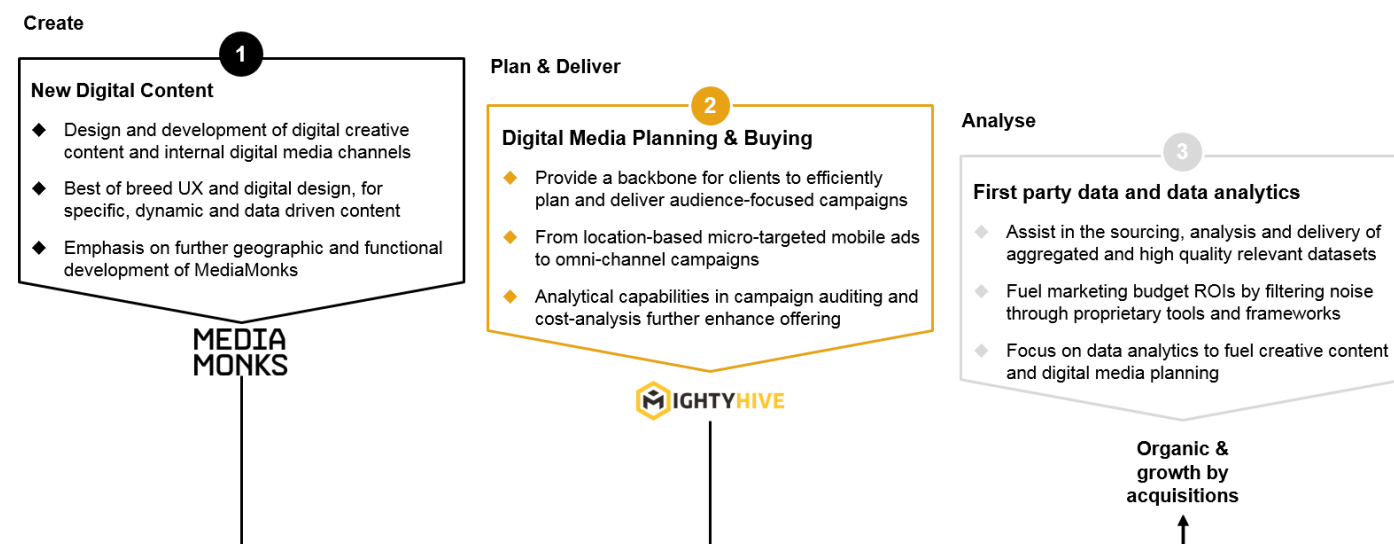 Create
1
New Digital Content
◆ Design and development of digital creative
content and internal digital media channels
◆ Best of breed UX and digital design, for
specific, dynamic and data driven content
◆ Emphasis on further geographic and functional
development of MediaMonks
MEDIA
MONKS
Plan & Deliver
2
Digital Media Planning & Buying
◆ Provide a backbone for clients to efficiently
plan and deliver audience-focused campaigns
◆ From location-based micro-targeted mobile ads
to omni-channel campaigns
◆ Analytical capabilities in campaign auditing and
cost-analysis further enhance offering
MIGHTYHIVE
Analyse
3
First party data and data analytics
◆ Assist in the sourcing, analysis and delivery of
aggregated and high quality relevant datasets
◆ Fuel marketing budget ROIs by filtering noise
through proprietary tools and frameworks
◆ Focus on data analytics to fuel creative content
and digital media planning
Organic &
growth by
acquisitions